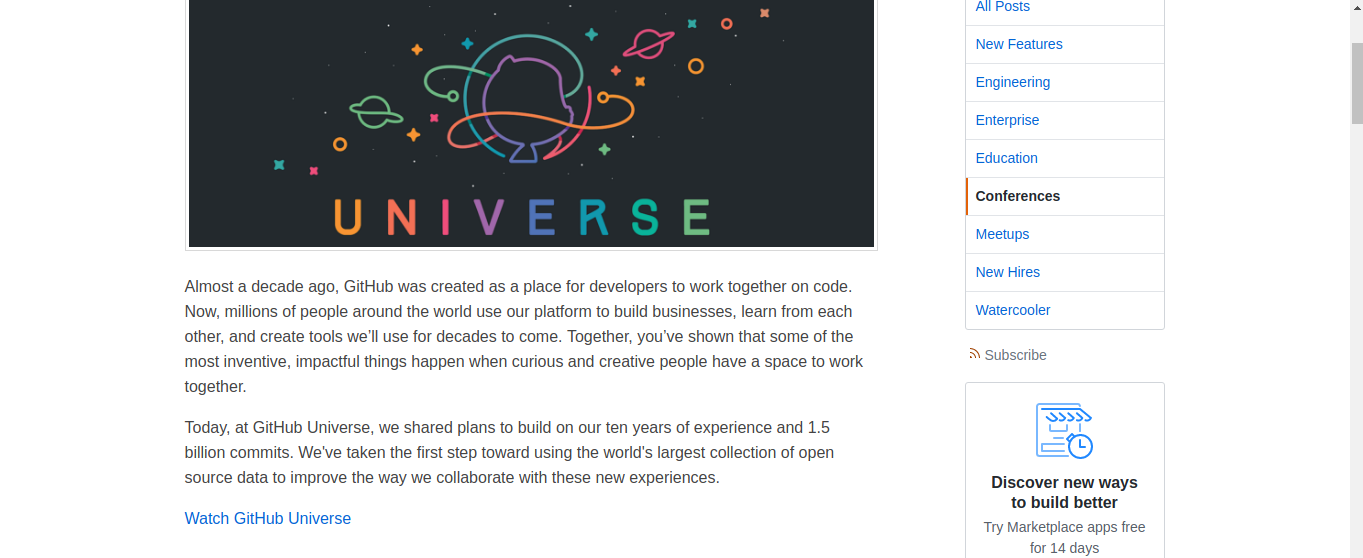 UNIVERSE
Almost a decade ago, GitHub was created as a place for developers to work together on code.
Now, millions of people around the world use our platform to build businesses, learn from each
other, and create tools we’ll use for decades to come. Together, you’ve shown that some of the
most inventive, impactful things happen when curious and creative people have a space to work
together.
Today, at GitHub Universe, we shared plans to build on our ten years of experience and 1.5
billion commits. We've taken the first step toward using the world's largest collection of open
source data to improve the way we collaborate with these new experiences.
Watch GitHub Universe
All Posts
New Features
Engineering
Enterprise
Education
Conferences
Meetups
New Hires
Watercooler
Subscribe
Discover new ways
to build better
Try Marketplace apps free
for 14 days